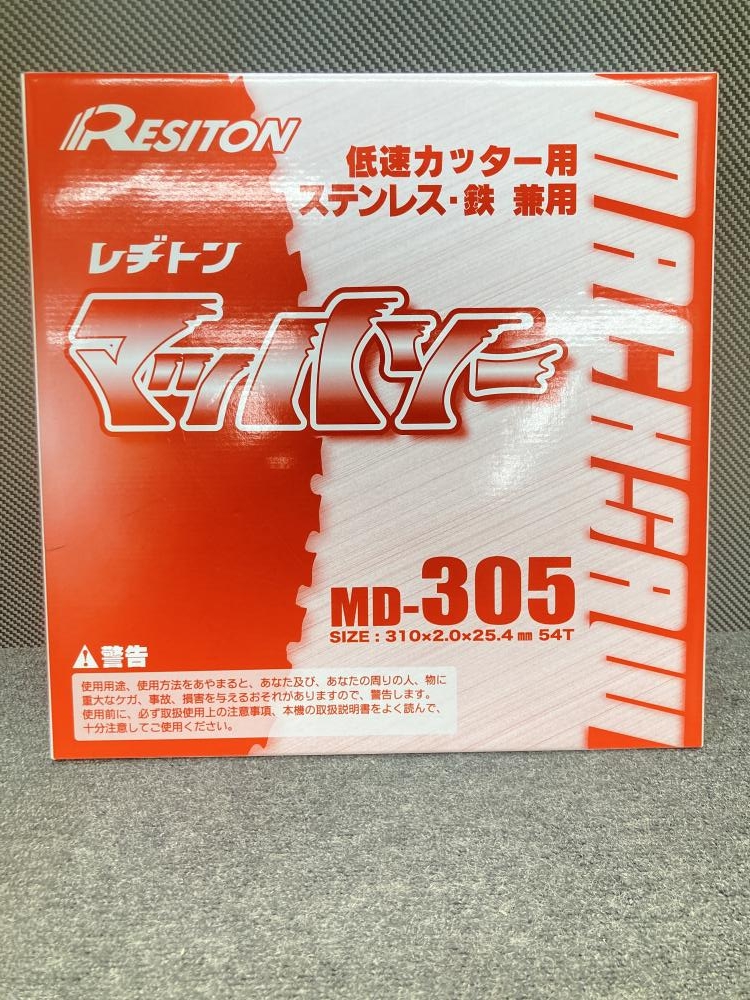 RESITON
低速カッター用
ステンレス・鉄 兼用
レヂトン
マッハソー
MACHSAW
MD-305
SIZE : 310×2.0×25.4 ㎜ 54T
警告
使用用途、使用方法をあやまると、あなた及び、あなたの周りの人、物に
重大なケガ、事故、損害を与えるおそれがありますので、警告します。
使用前に、必ず取扱使用上の注意事項、本機の取扱説明書をよく読んで、
十分注意してご使用ください。